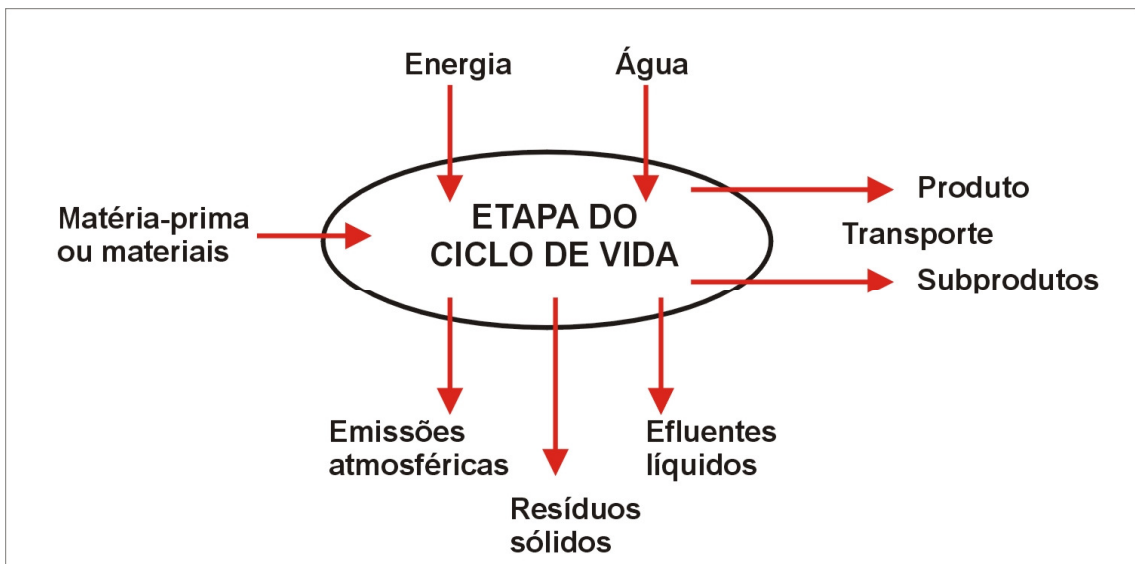 Energia
Água
Matéria-prima
ou materiais
ETAPA DO
CICLO DE VIDA
Produto
Transporte
Subprodutos
Emissões
atmosféricas
Resíduos
sólidos
Efluentes
líquidos